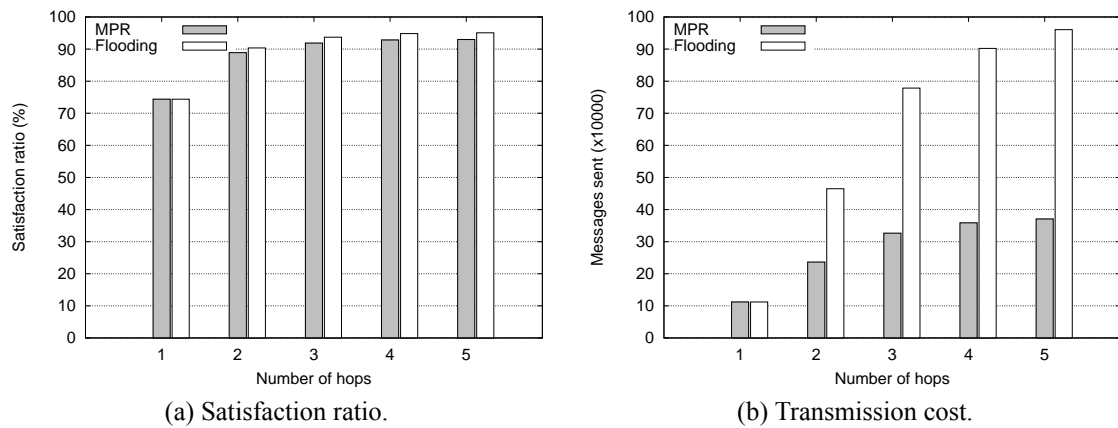 MPR
Flooding
100
90
80
70
60
50
40
30
20
10
0
Satisfaction ratio (%)
1 2 3 4 5
Number of hops
(a) Satisfaction ratio.
MPR
Flooding
100
90
80
70
60
50
40
30
20
10
0
Messages sent (x10000)
1 2 3 4 5
Number of hops
(b) Transmission cost.